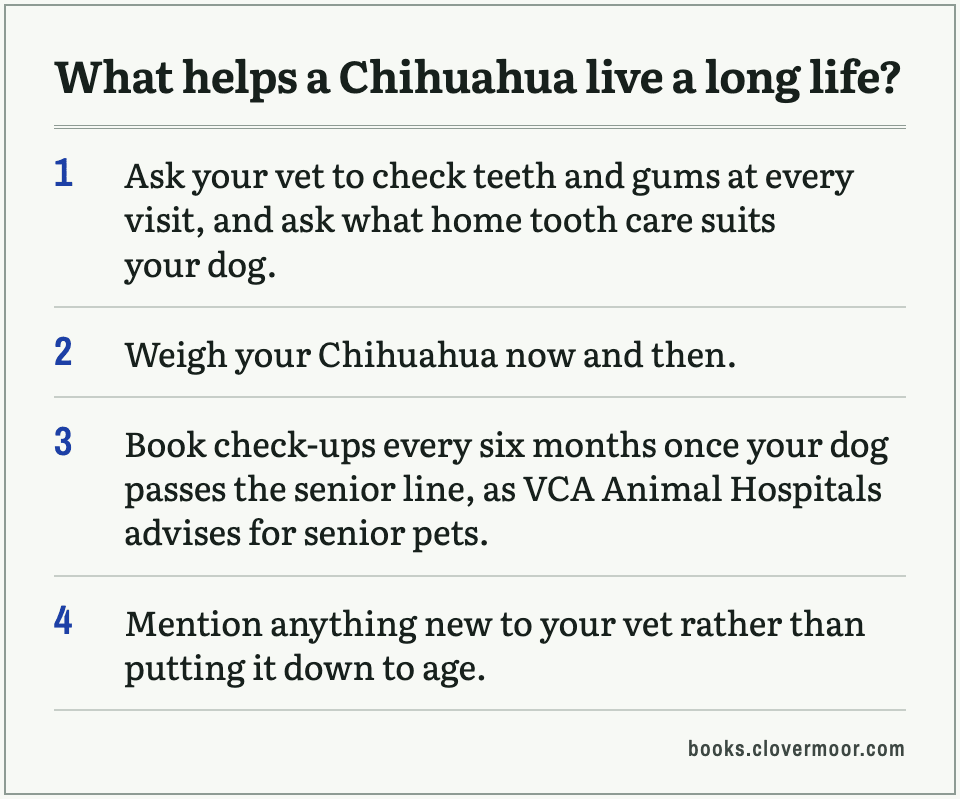 What helps a Chihuahua live a long life?
1
Ask your vet to check teeth and gums at every
visit, and ask what home tooth care suits
your dog.
2
Weigh your Chihuahua now and then.
3
Book check-ups every six months once your dog
passes the senior line, as VCA Animal Hospitals
advises for senior pets.
4
Mention anything new to your vet rather than
putting it down to age.
books.clovermoor.com